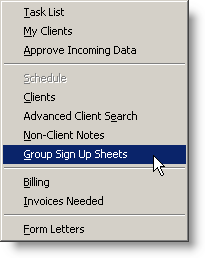 Task List
My Clients
Approve Incoming Data
Schedule
Clients
Advanced Client Search
Non-Client Notes
Group Sign Up Sheets
Billing
Invoices Needed
Form Letters